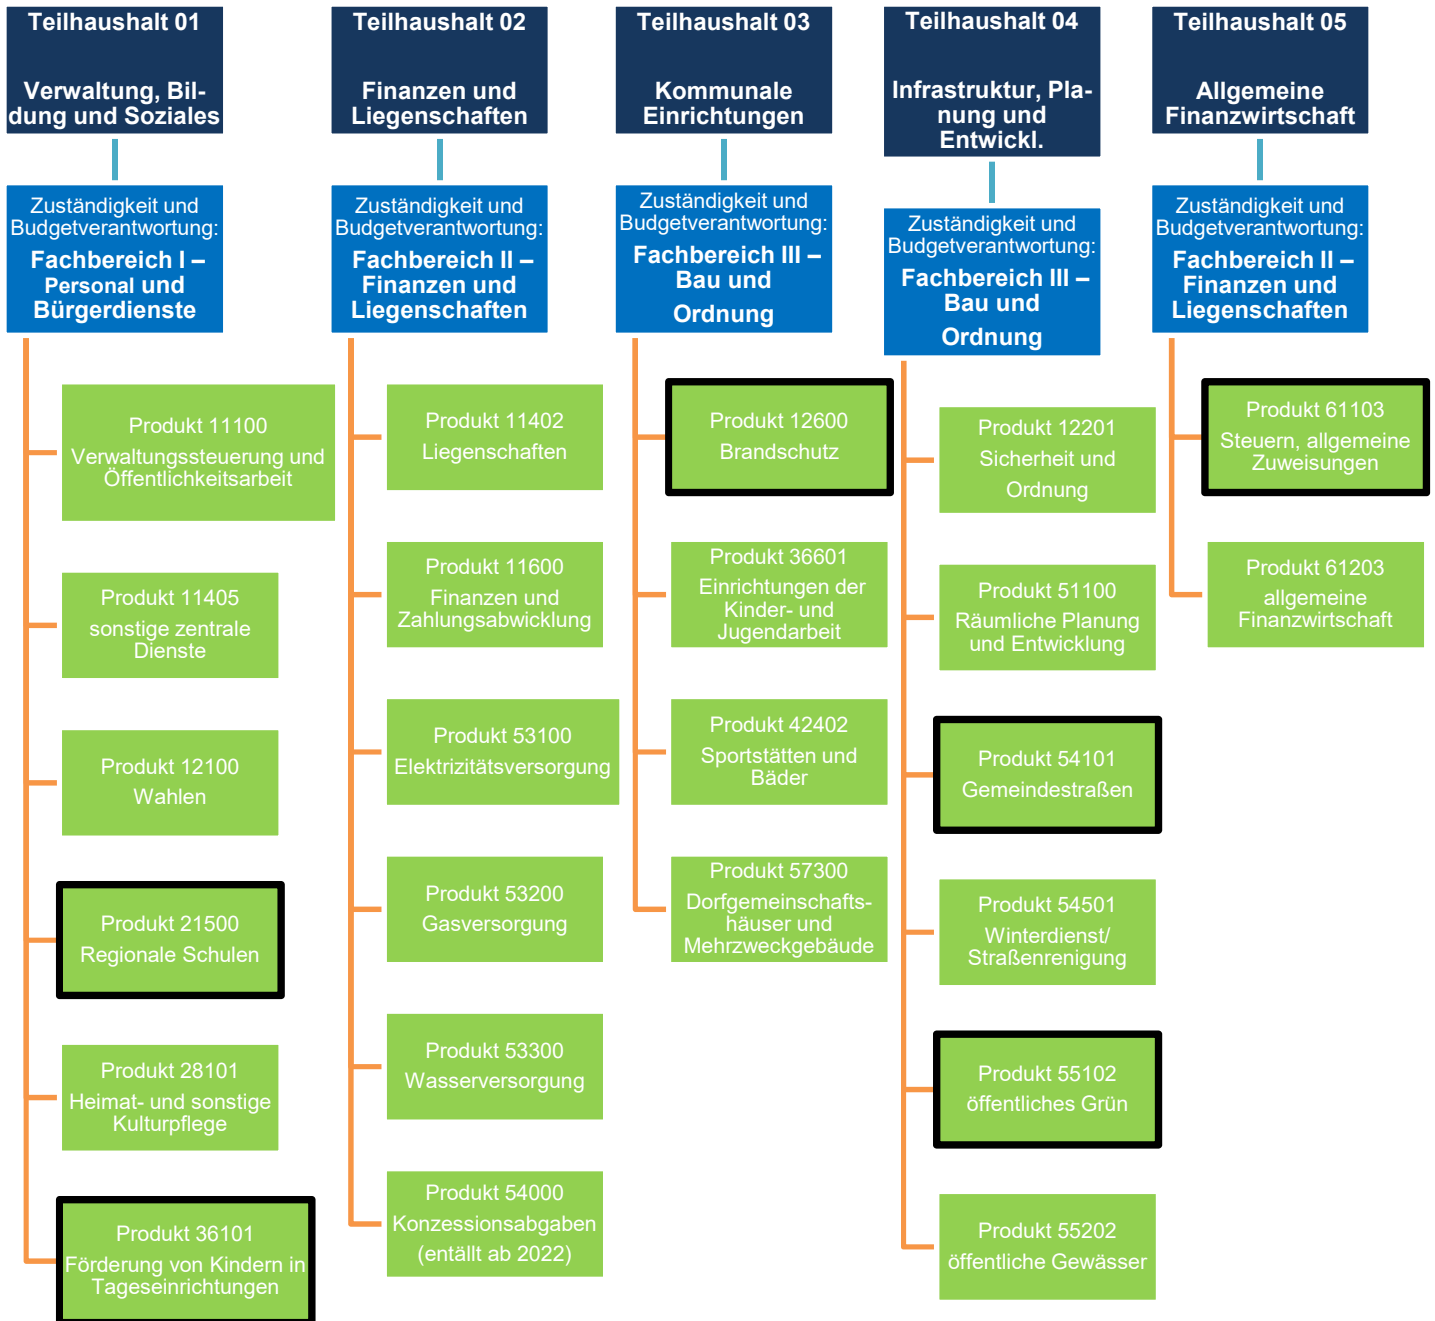 Teilhaushalt 01
Verwaltung, Bil-
dung und Soziales
Zuständigkeit und
Budgetverantwortung:
Fachbereich I –
Personal und
Bürgerdienste
Produkt 11100
Verwaltungssteuerung und
Öffentlichkeitsarbeit
Produkt 11405
sonstige zentrale
Dienste
Produkt 12100
Wahlen
Produkt 21500
Regionale Schulen
Produkt 28101
Heimat- und sonstige
Kulturpflege
Produkt 36101
Förderung von Kindern in
Tageseinrichtungen
Teilhaushalt 02
Finanzen und
Liegenschaften
Zuständigkeit und
Budgetverantwortung:
Fachbereich II –
Finanzen und
Liegenschaften
Produkt 11402
Liegenschaften
Produkt 11600
Finanzen und
Zahlungsabwicklung
Produkt 53100
Elektrizitätsversorgung
Produkt 53200
Gasversorgung
Produkt 53300
Wasserversorgung
Produkt 54000
Konzessionsabgaben
(entällt ab 2022)
Teilhaushalt 03
Kommunale
Einrichtungen
Zuständigkeit und
Budgetverantwortung:
Fachbereich III –
Bau und
Ordnung
Produkt 12600
Brandschutz
Produkt 36601
Einrichtungen der
Kinder- und
Jugendarbeit
Produkt 42402
Sportstätten und
Bäder
Produkt 57300
Dorfgemeinschafts-
häuser und
Mehrzweckgebäude
Teilhaushalt 04
Infrastruktur, Pla-
nung und
Entwickl.
Zuständigkeit und
Budgetverantwortung:
Fachbereich III –
Bau und
Ordnung
Produkt 12201
Sicherheit und
Ordnung
Produkt 51100
Räumliche Planung
und Entwicklung
Produkt 54101
Gemeindestraßen
Produkt 54501
Winterdienst/
Straßenrenigung
Produkt 55102
öffentliches Grün
Produkt 55202
öffentliche Gewässer
Teilhaushalt 05
Allgemeine
Finanzwirtschaft
Zuständigkeit und
Budgetverantwortung:
Fachbereich II –
Finanzen und
Liegenschaften
Produkt 61103
Steuern, allgemeine
Zuweisungen
Produkt 61203
allgemeine
Finanzwirtschaft